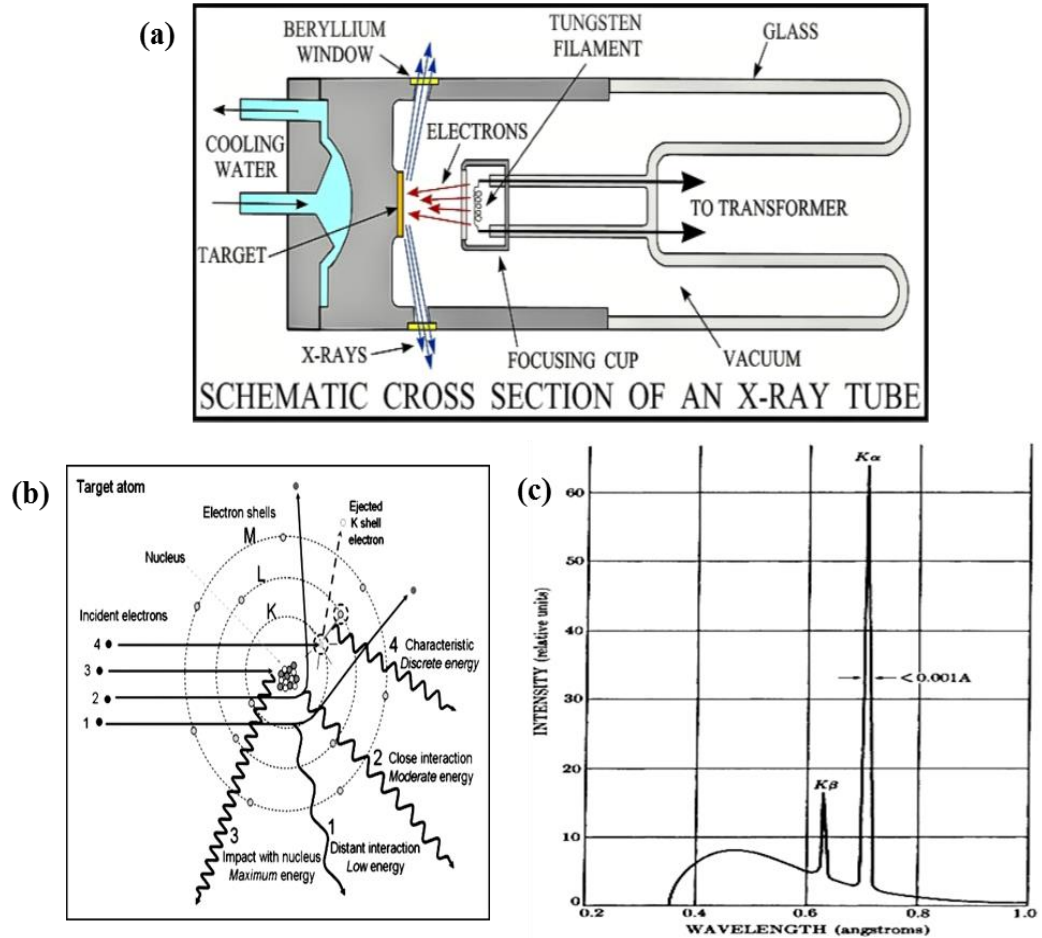 (a)
BERYLLIUM
WINDOW
TUNGSTEN
FILAMENT
GLASS
ELECTRONS
COOLING
WATER
TO TRANSFORMER
TARGET
X-RAYS
FOCUSING CUP
VACUUM
SCHEMATIC CROSS SECTION OF AN X-RAY TUBE
(b)
Target atom
Electron shells
Ejected
K shell
electron
M
Nucleus
L
K
Incident electrons
4
3
2
1
4 Characteristic
Discrete energy
2
Close interaction
Moderate energy
3
Impact with nucleus
Maximum energy
1
Distant interaction
Low energy
(c)
Kα
60
50
40
< 0.001A
30
20
Kβ
10
0
0.2
0.4
0.6
0.8
1.0
INTENSITY (relative units)
WAVELENGTH (angstroms)